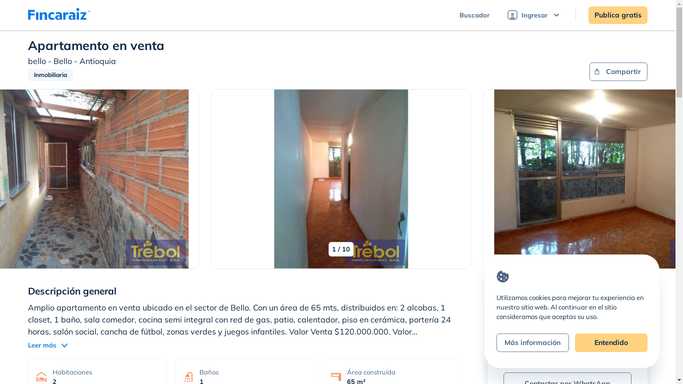 Fincaraiz
Buscador
Ingresar
Publica gratis
Apartamento en venta
bello - Bello - Antioquia
Inmobiliaria
Compartir
Trébol
1 / 10
Trébol
Descripción general
Amplio apartamento en venta ubicado en el sector de Bello. Con un área de 65 mts, distribuidos en: 2 alcobas, 1
closet, 1 baño, sala comedor, cocina semi integral con red de gas, patio, calentador, piso en cerámica, portería 24
horas, salón social, cancha de fútbol, zonas verdes y juegos infantiles. Valor Venta $120.000.000. Valor...
Leer más
Habitaciones
2
Baños
1
Área construida
65 m²
Utilizamos cookies para mejorar tu experiencia en
nuestro sitio web. Al continuar en el sitio
consideramos que aceptas su uso.
Más información
Entendido
Contactar por WhatsApp